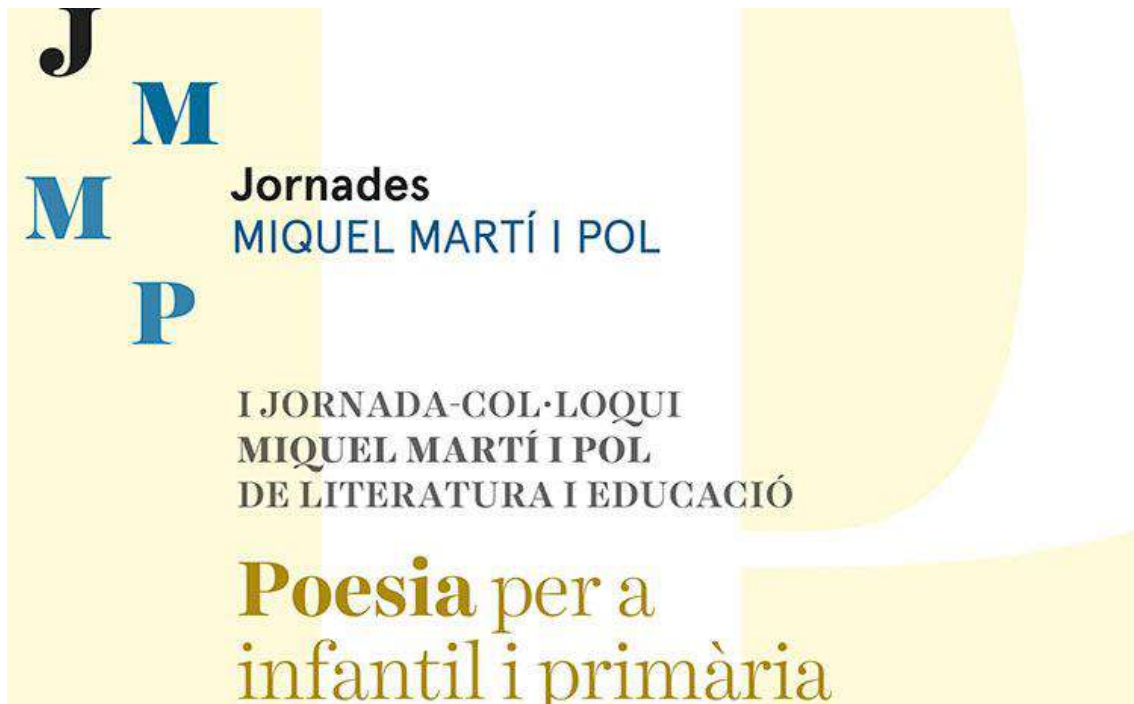 J
M
M
P
Jornades
MIQUEL MARTÍ I POL
I JORNADA-COL·LOQUI
MIQUEL MARTÍ I POL
DE LITERATURA I EDUCACIÓ
Poesia per a
infantil i primària